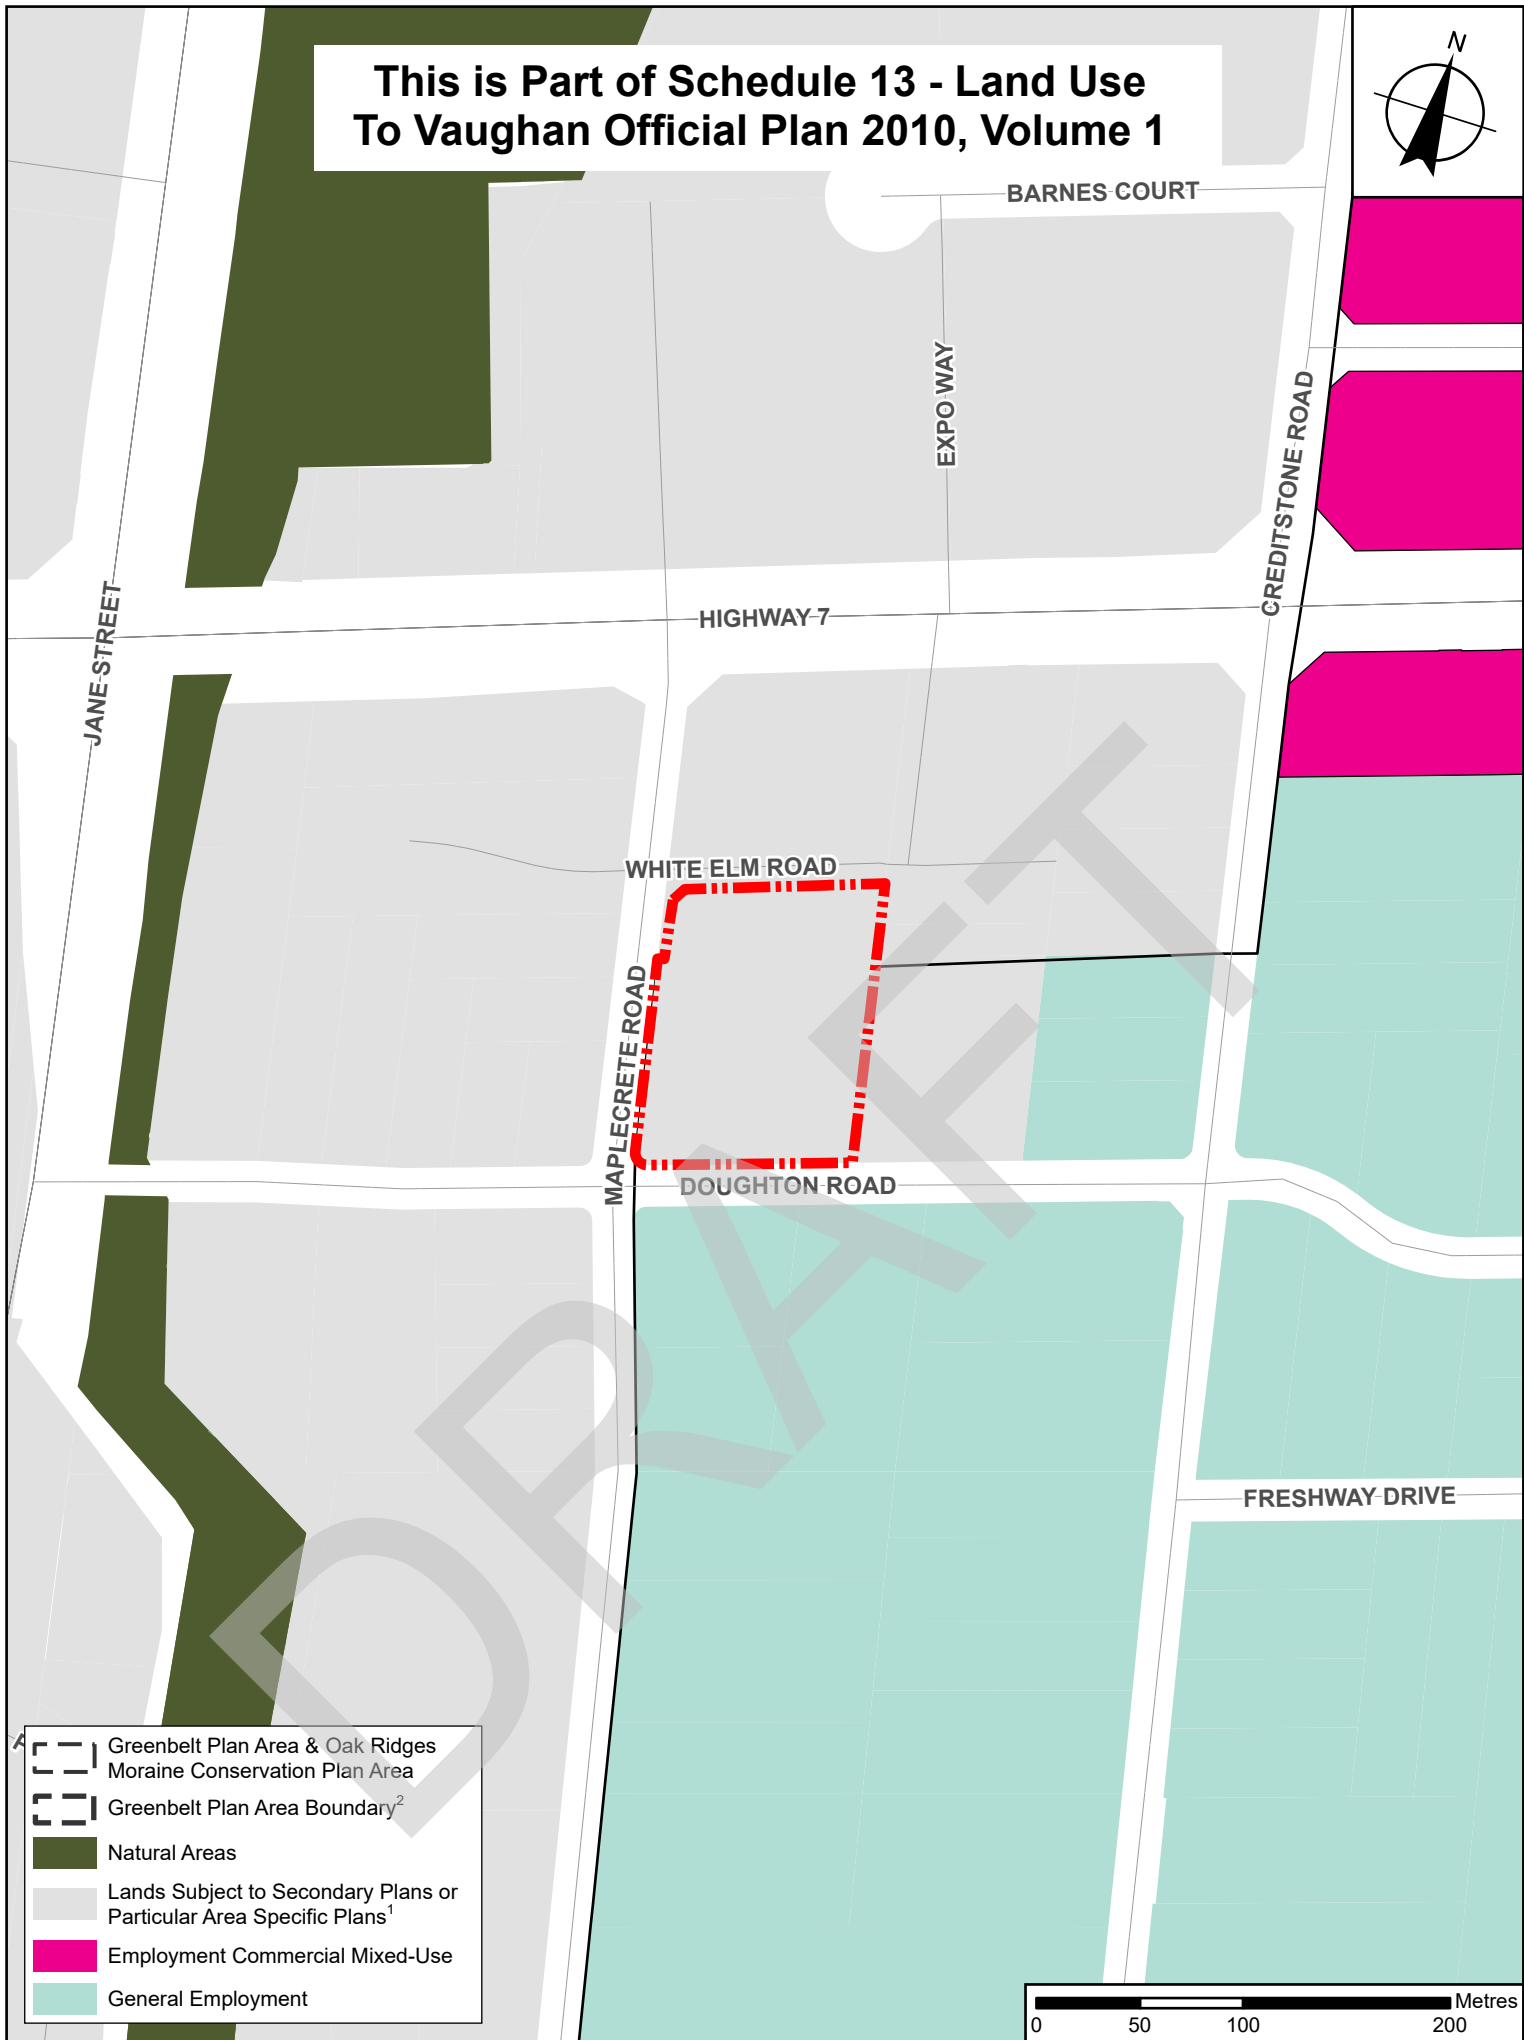 This is Part of Schedule 13 - Land Use
To Vaughan Official Plan 2010, Volume 1
N
BARNES COURT
EXPO WAY
CREDITSTONE ROAD
HIGHWAY 7
JANE STREET
WHITE ELM ROAD
MAPLECRETE ROAD
DOUGHTON ROAD
FRESHWAY DRIVE
DRAFT
Greenbelt Plan Area & Oak Ridges
Moraine Conservation Plan Area
Greenbelt Plan Area Boundary2
Natural Areas
Lands Subject to Secondary Plans or
Particular Area Specific Plans1
Employment Commercial Mixed-Use
General Employment
Metres
0 50 100 200